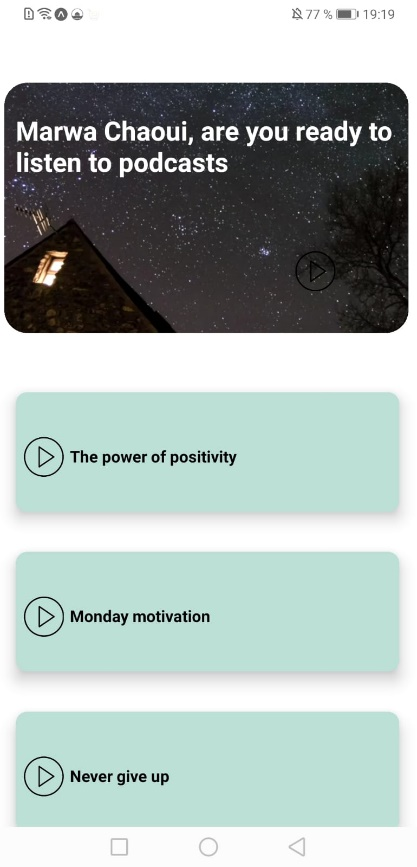 77 % 19:19
Marwa Chaoui, are you ready to
listen to podcasts
The power of positivity
Monday motivation
Never give up